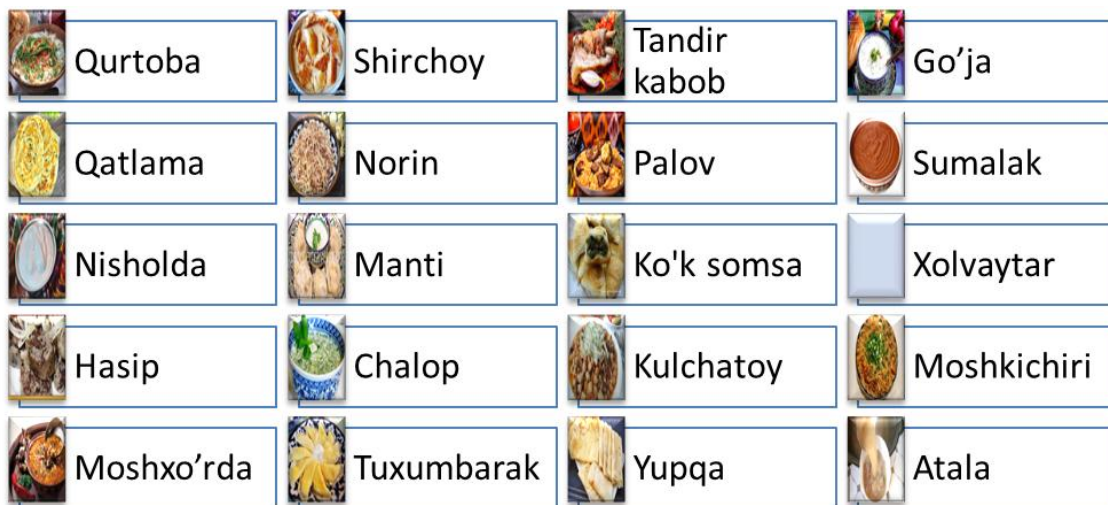 Qurtoba
Shirchoy
Tandir
kabob
Go’ja
Qatlama
Norin
Palov
Sumalak
Nisholda
Manti
Ko'k somsa
Xolvaytar
Hasip
Chalop
Kulchatoy
Moshkichiri
Moshxo’rda
Tuxumbarak
Yupqa
Atala